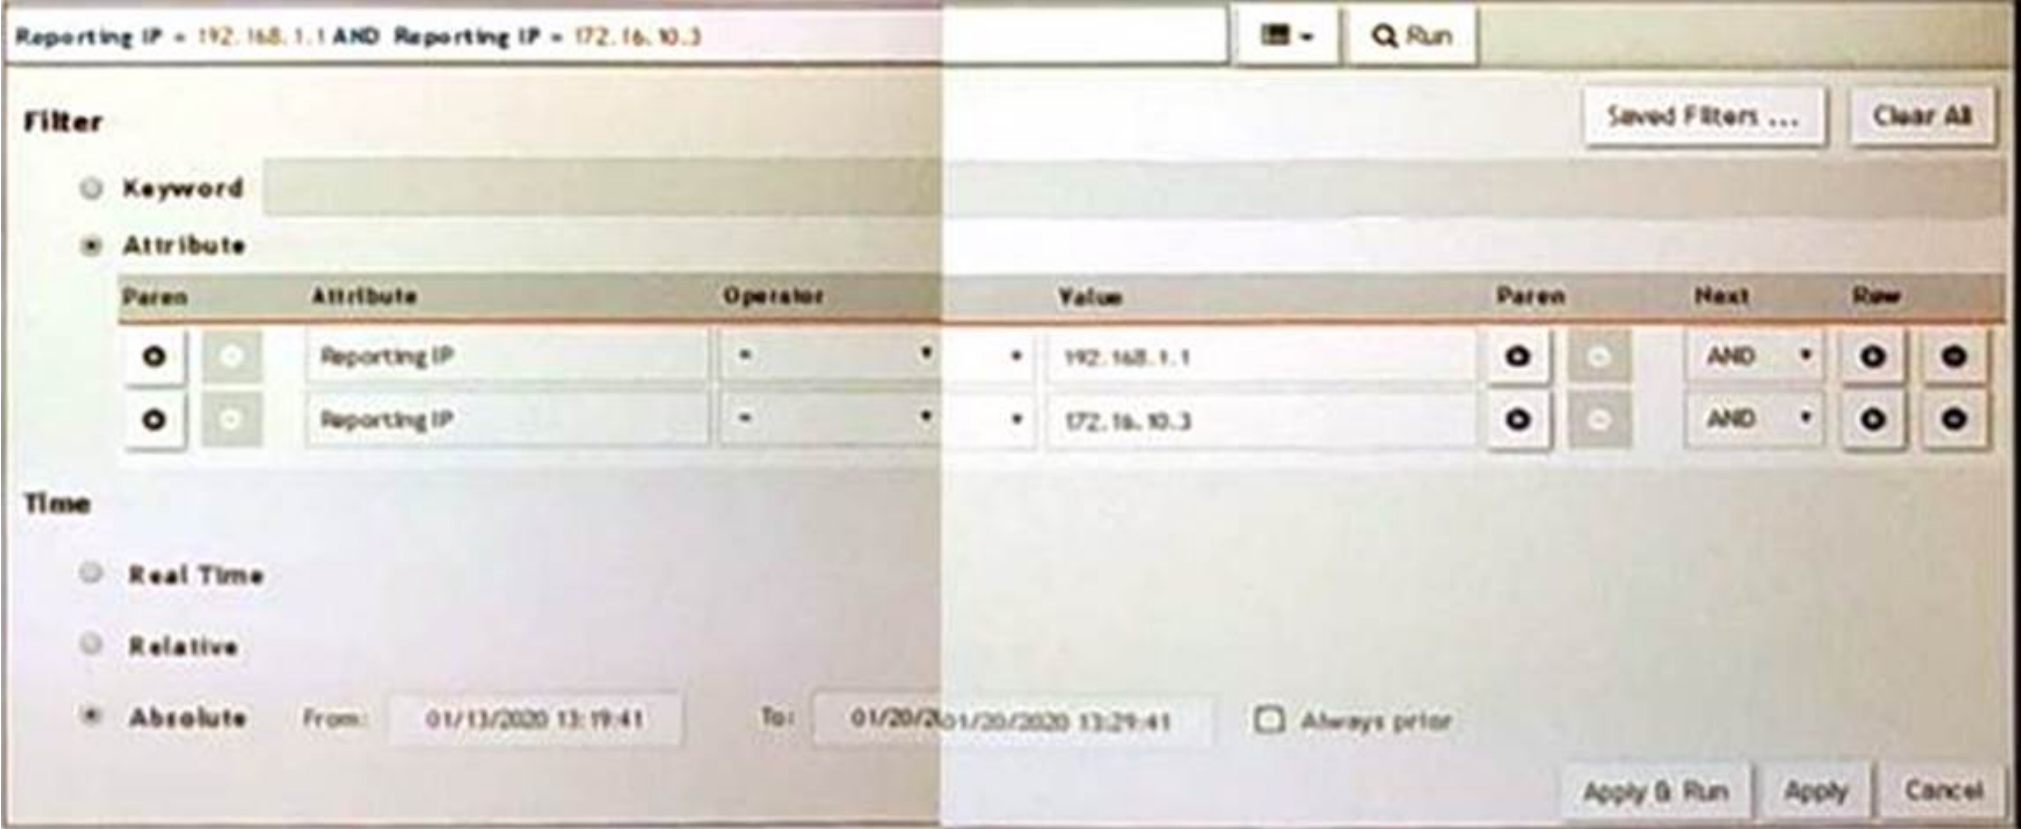 Reporting IP = 192.168.1.1 AND Reporting IP = 172.16.10.3 Run
Filter Saved Filters ... Clear All
Keyword
Attribute
Paren Attribute Operator Value Paren Next Row
Reporting IP = 192.168.1.1 AND
Reporting IP = 172.16.10.3 AND
Time
Real Time
Relative
Absolute From: 01/13/2020 13:19:41 To: 01/20/2 01/20/2020 13:29:41 Always prior
Apply & Run Apply Cancel